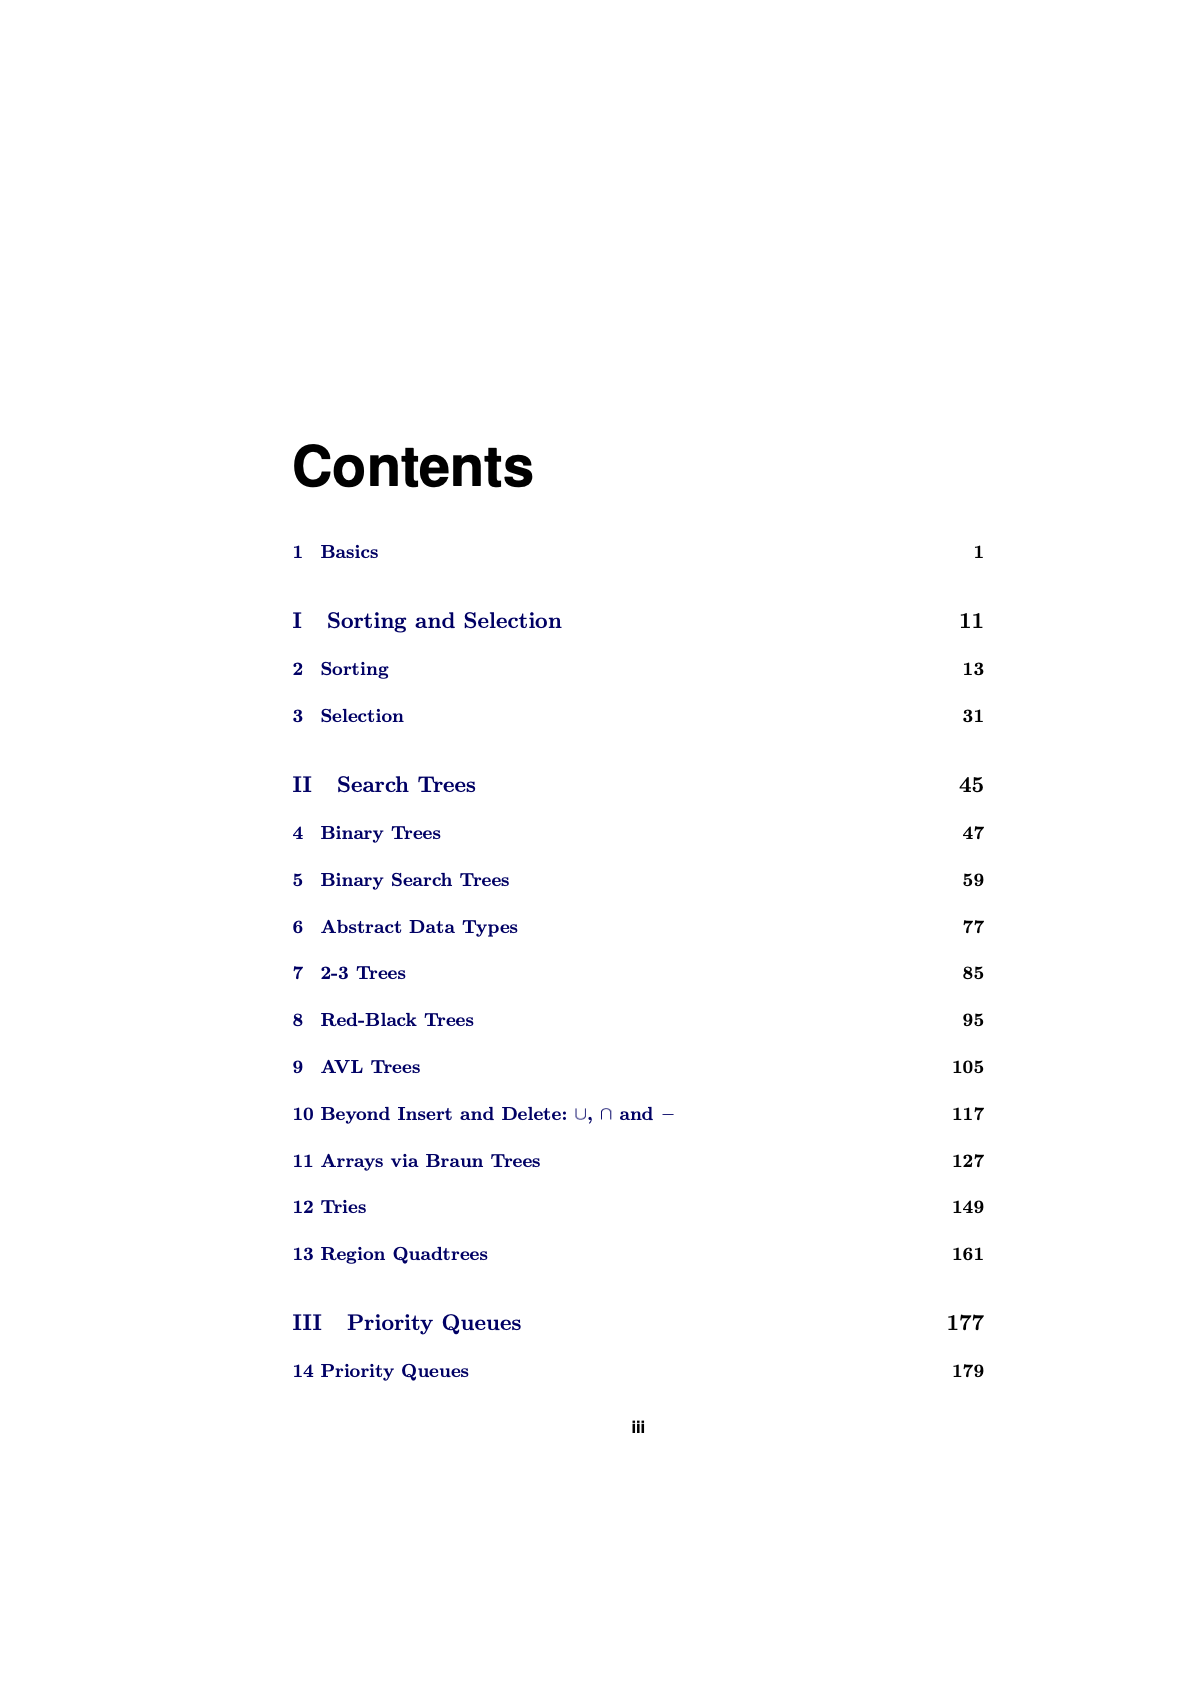 Contents
1 Basics 1
I Sorting and Selection 11
2 Sorting 13
3 Selection 31
II Search Trees 45
4 Binary Trees 47
5 Binary Search Trees 59
6 Abstract Data Types 77
7 2-3 Trees 85
8 Red-Black Trees 95
9 AVL Trees 105
10 Beyond Insert and Delete: ∪, ∩ and − 117
11 Arrays via Braun Trees 127
12 Tries 149
13 Region Quadtrees 161
III Priority Queues 177
14 Priority Queues 179
iii